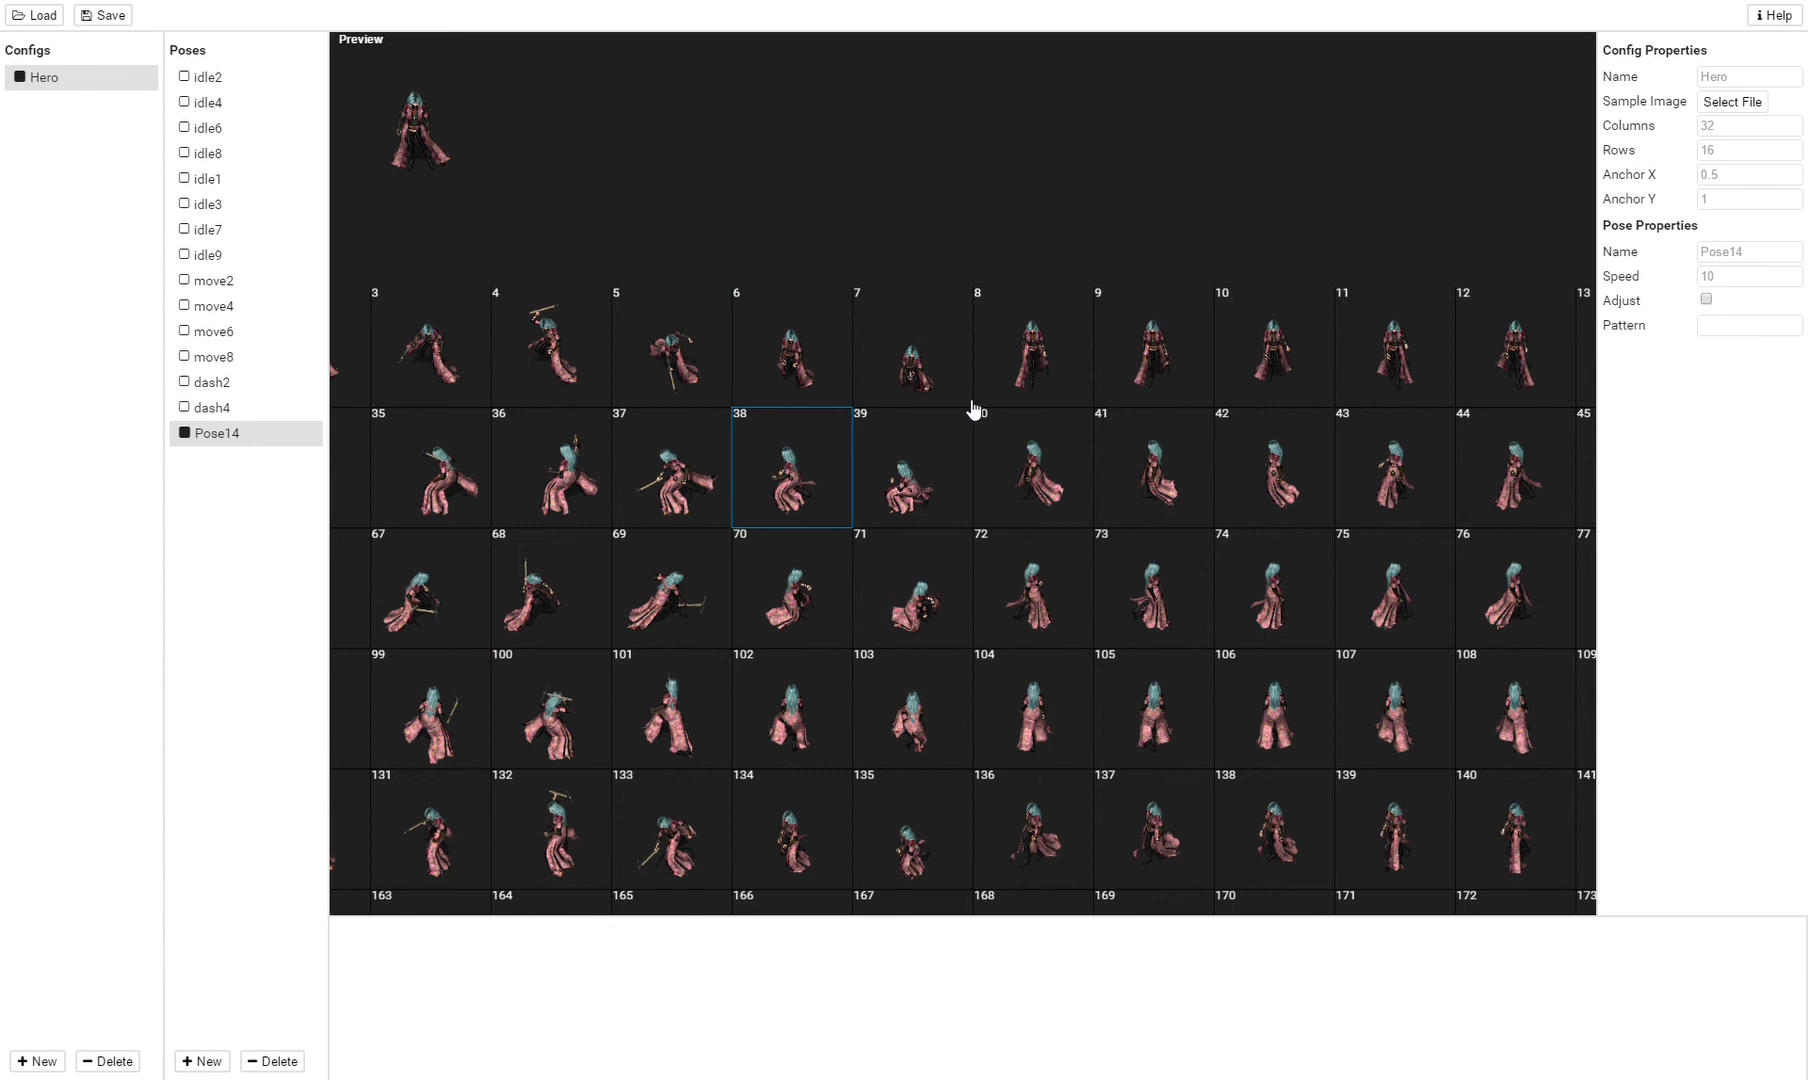 Load
Save
Help
Configs
Hero
New
Delete
Poses
idle2
idle4
idle6
idle8
idle1
idle3
idle7
idle9
move2
move4
move6
move8
dash2
dash4
Pose14
New
Delete
Preview
3 4 5 6 7 8 9 10 11 12 13
35 36 37 38 39 40 41 42 43 44 45
67 68 69 70 71 72 73 74 75 76 77
99 100 101 102 103 104 105 106 107 108 109
131 132 133 134 135 136 137 138 139 140 141
163 164 165 166 167 168 169 170 171 172 173
Config Properties
Name Hero
Sample Image Select File
Columns 32
Rows 16
Anchor X 0.5
Anchor Y 1
Pose Properties
Name Pose14
Speed 10
Adjust
Pattern